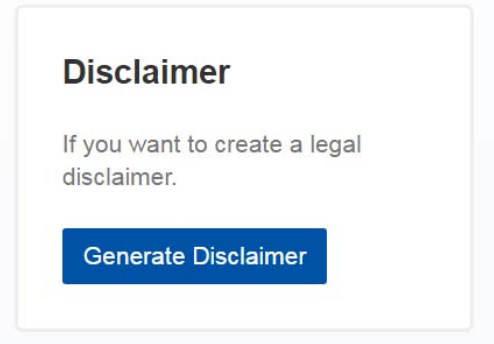 Disclaimer
If you want to create a legal
disclaimer.
Generate Disclaimer